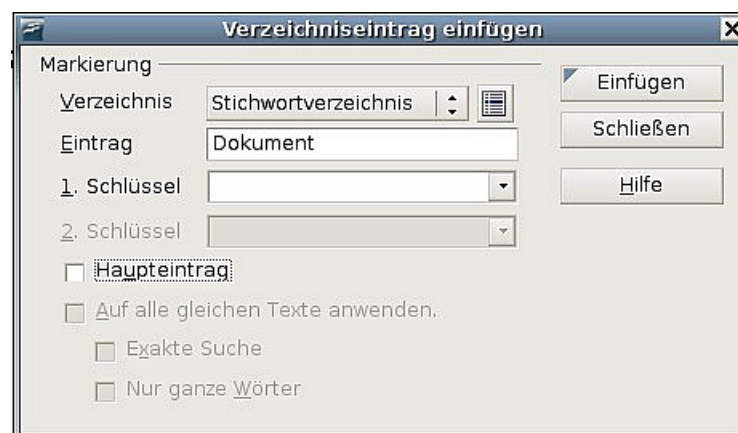 Verzeichniseintrag einfügen
Markierung
Verzeichnis Stichwortverzeichnis
Eintrag Dokument
1. Schlüssel
2. Schlüssel
Haupteintrag
Auf alle gleichen Texte anwenden.
Exakte Suche
Nur ganze Wörter
Einfügen
Schließen
Hilfe